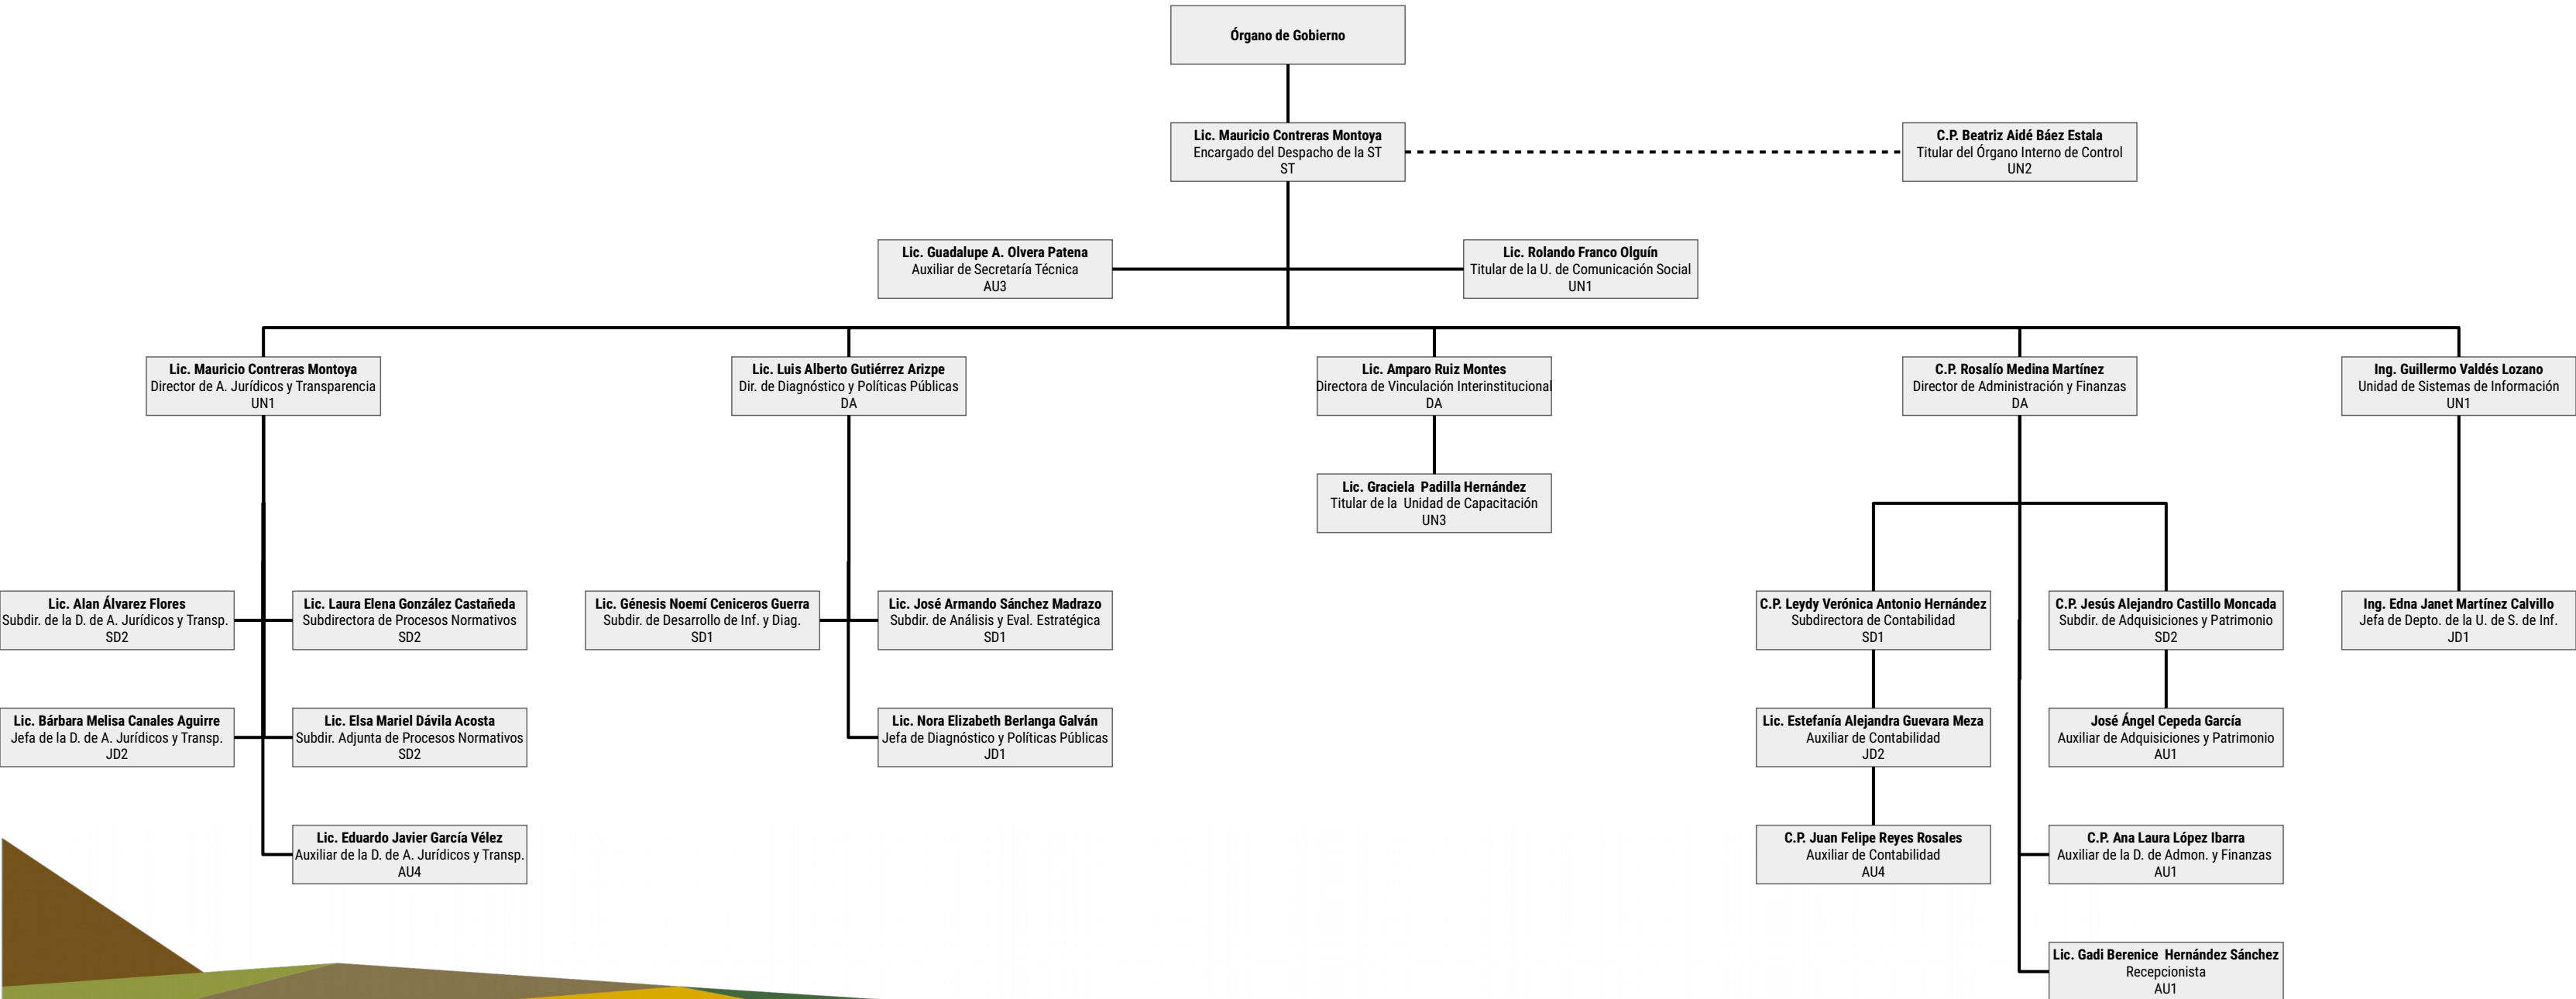 Órgano de Gobierno
Lic. Mauricio Contreras Montoya
Encargado del Despacho de la ST
ST
C.P. Beatriz Aidé Báez Estala
Titular del Órgano Interno de Control
UN2
Lic. Guadalupe A. Olvera Patena
Auxiliar de Secretaría Técnica
AU3
Lic. Rolando Franco Olguín
Titular de la U. de Comunicación Social
UN1
Lic. Mauricio Contreras Montoya
Director de A. Jurídicos y Transparencia
UN1
Lic. Luis Alberto Gutiérrez Arizpe
Dir. de Diagnóstico y Políticas Públicas
DA
Lic. Amparo Ruiz Montes
Directora de Vinculación Interinstitucional
DA
C.P. Rosalío Medina Martínez
Director de Administración y Finanzas
DA
Ing. Guillermo Valdés Lozano
Unidad de Sistemas de Información
UN1
Lic. Graciela  Padilla Hernández
Titular de la  Unidad de Capacitación
UN3
Lic. Alan Álvarez Flores
Subdir. de la D. de A. Jurídicos y Transp.
SD2
Lic. Laura Elena González Castañeda
Subdirectora de Procesos Normativos
SD2
Lic. Génesis Noemí Ceniceros Guerra
Subdir. de Desarrollo de Inf. y Diag.
SD1
Lic. José Armando Sánchez Madrazo
Subdir. de Análisis y Eval. Estratégica
SD1
C.P. Leydy Verónica Antonio Hernández
Subdirectora de Contabilidad
SD1
C.P. Jesús Alejandro Castillo Moncada
Subdir. de Adquisiciones y Patrimonio
SD2
Ing. Edna Janet Martínez Calvillo
Jefa de Depto. de la U. de S. de Inf.
JD1
Lic. Bárbara Melisa Canales Aguirre
Jefa de la D. de A. Jurídicos y Transp.
JD2
Lic. Elsa Mariel Dávila Acosta
Subdir. Adjunta de Procesos Normativos
SD2
Lic. Nora Elizabeth Berlanga Galván
Jefa de Diagnóstico y Políticas Públicas
JD1
Lic. Estefanía Alejandra Guevara Meza
Auxiliar de Contabilidad
JD2
José Ángel Cepeda García
Auxiliar de Adquisiciones y Patrimonio
AU1
Lic. Eduardo Javier García Vélez
Auxiliar de la D. de A. Jurídicos y Transp.
AU4
C.P. Juan Felipe Reyes Rosales
Auxiliar de Contabilidad
AU4
C.P. Ana Laura López Ibarra
Auxiliar de la D. de Admon. y Finanzas
AU1
Lic. Gadi Berenice  Hernández Sánchez
Recepcionista
AU1